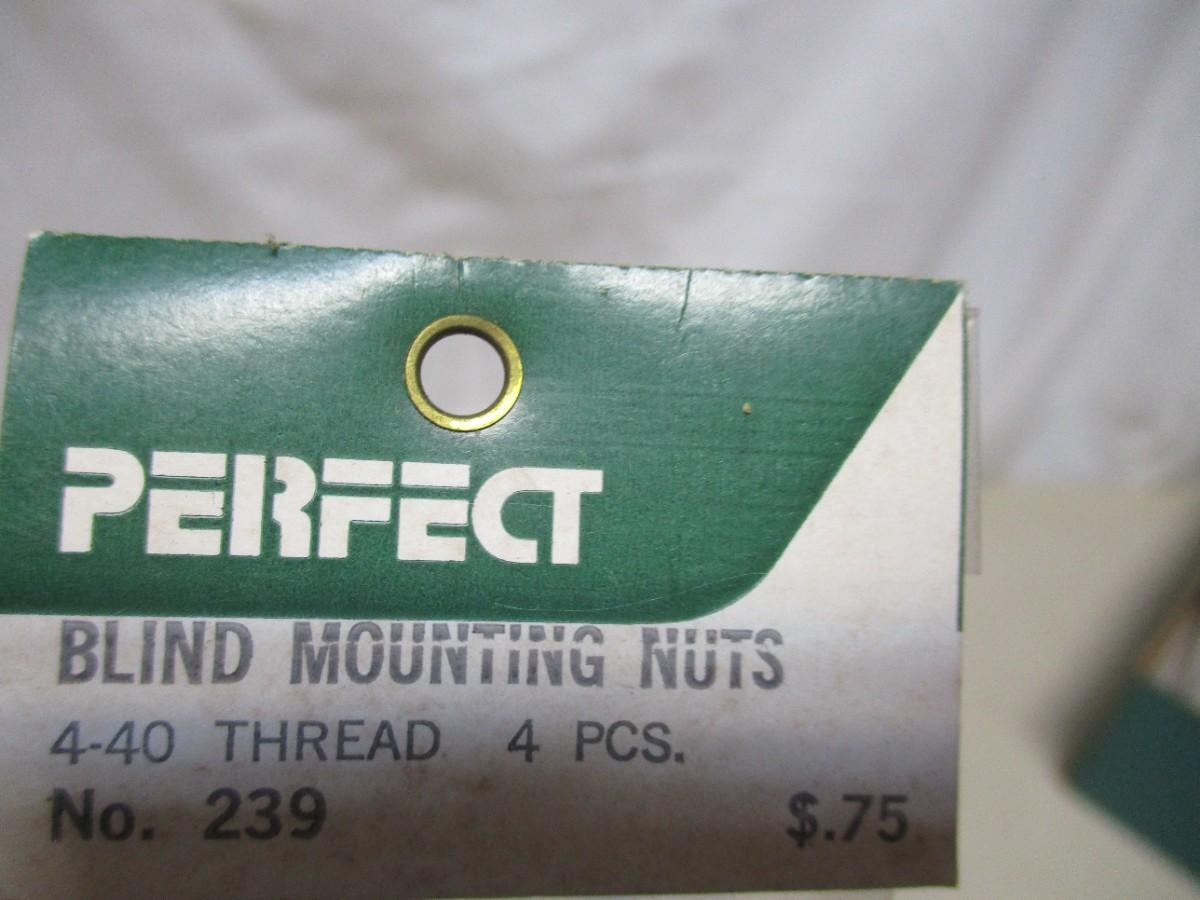 PERFECT
BLIND MOUNTING NUTS
4-40 THREAD 4 PCS.
No. 239 $.75